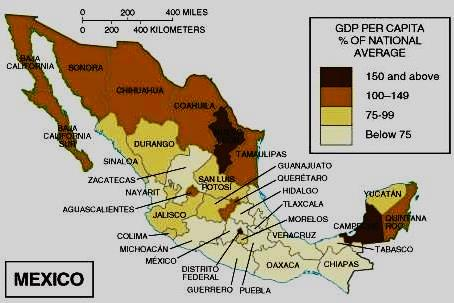 0 200 400 MILES
0 200 400 KILOMETERS
GDP PER CAPITA
% OF NATIONAL
AVERAGE
150 and above
100–149
75-99
Below 75
BAJA
CALIFORNIA
SONORA
CHIHUAHUA
COAHUILA
BAJA
CALIFORNIA
SUR
SINALOA
DURANGO
TAMAULIPAS
ZACATECAS
SAN LUIS
POTOSÍ
GUANAJUATO
NAYARIT
QUERÉTARO
AGUASCALIENTES
HIDALGO
JALISCO
TLAXCALA
YUCATÁN
MORELOS
QUINTANA
ROO
CAMPECHE
COLIMA
VERACRUZ
MICHOACÁN
TABASCO
MÉXICO
DISTRITO
FEDERAL
OAXACA
CHIAPAS
GUERRERO
PUEBLA
MEXICO